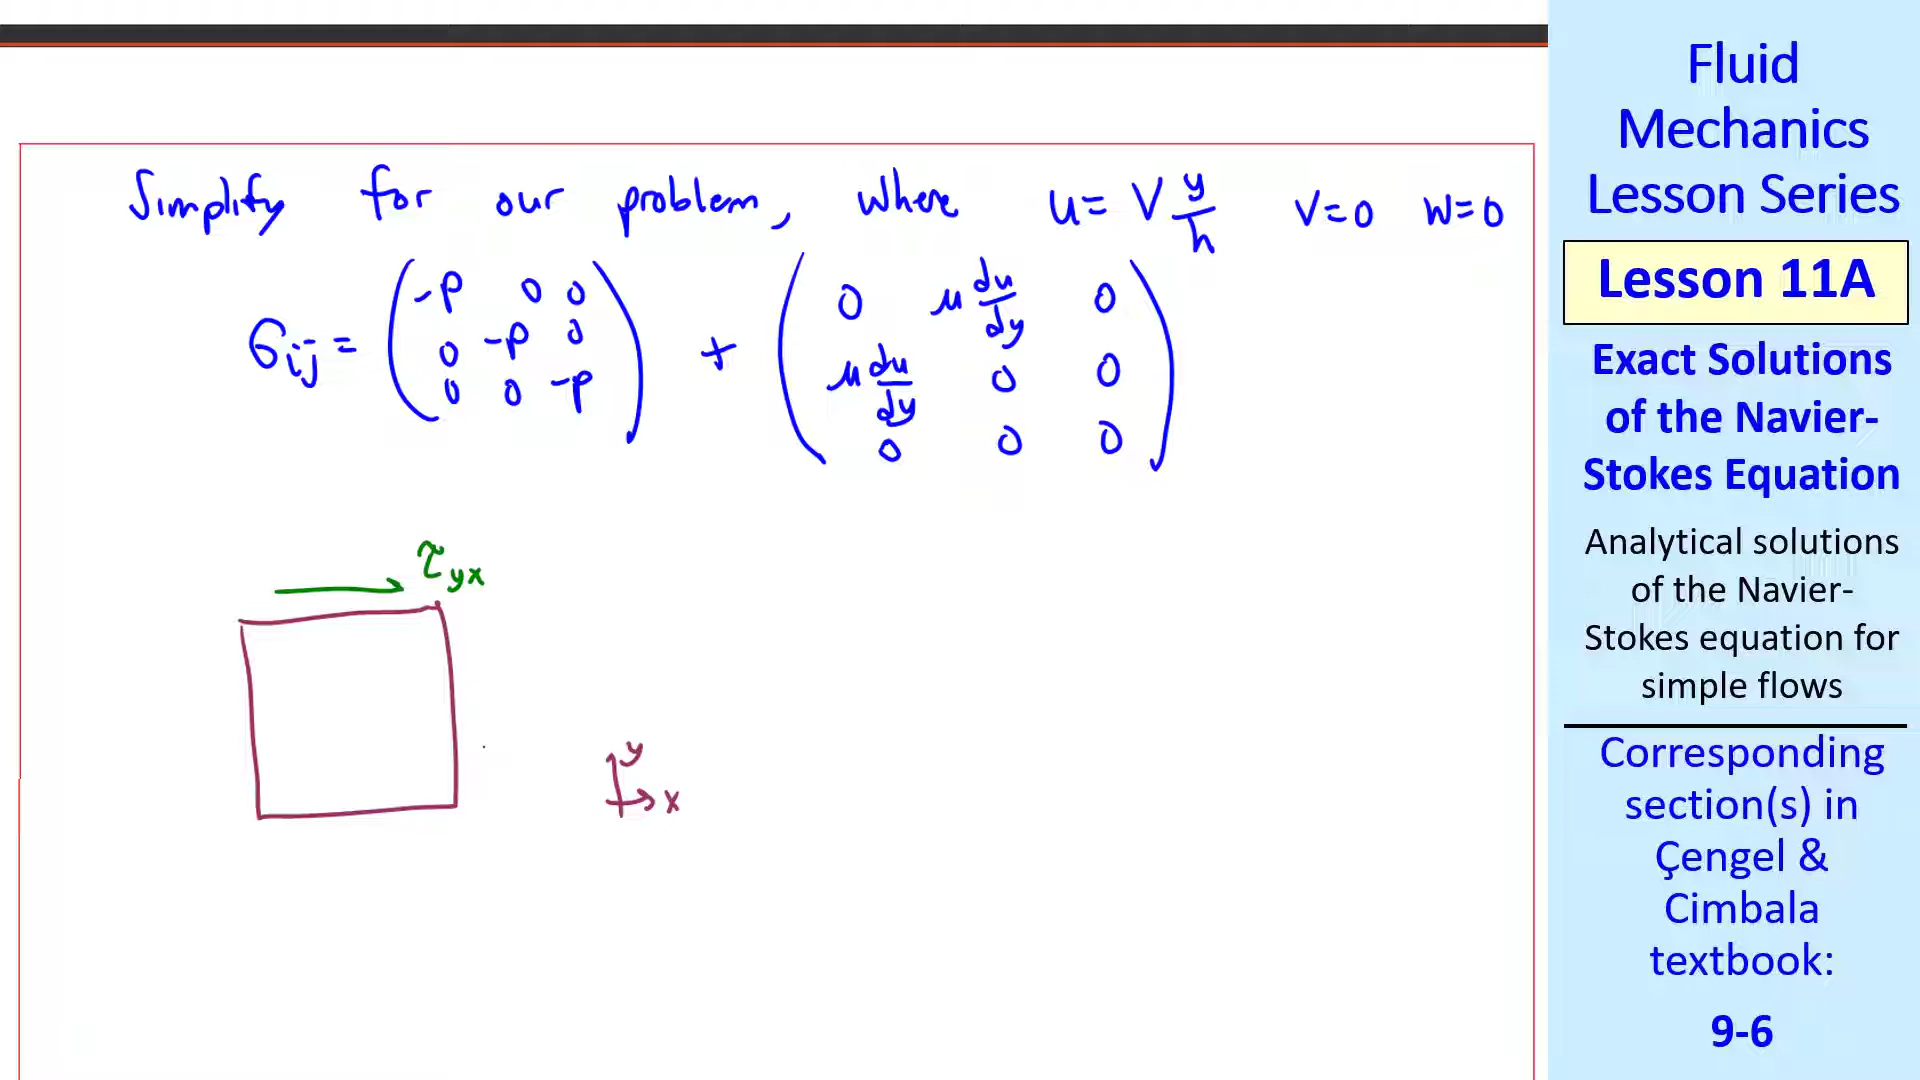 Simplify for our problem, where u = V y/h  v=0  w=0
σij = ( -P 0 0 ) + ( 0 μ du/dy 0 )
( 0 -P 0 ) ( μ du/dy 0 0 )
( 0 0 -P ) ( 0 0 0 )
τyx
y
x
Fluid
Mechanics
Lesson Series
Lesson 11A
Exact Solutions
of the Navier-
Stokes Equation
Analytical solutions
of the Navier-
Stokes equation for
simple flows
Corresponding
section(s) in
Çengel &
Cimbala
textbook:
9-6